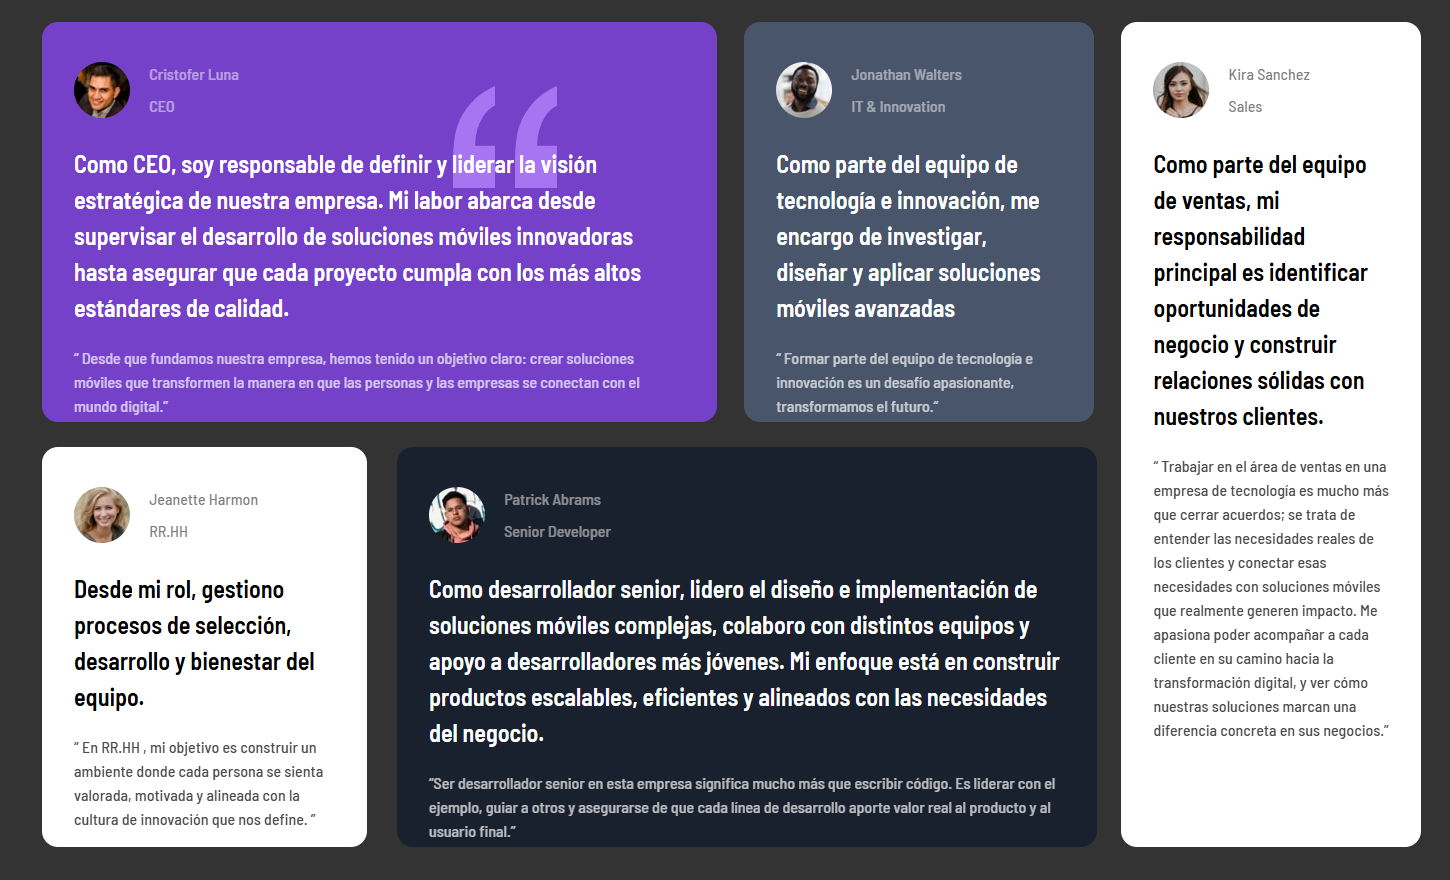 Cristofer Luna
CEO
Como CEO, soy responsable de definir y liderar la visión
estratégica de nuestra empresa. Mi labor abarca desde
supervisar el desarrollo de soluciones móviles innovadoras
hasta asegurar que cada proyecto cumpla con los más altos
estándares de calidad.
“ Desde que fundamos nuestra empresa, hemos tenido un objetivo claro: crear soluciones
móviles que transformen la manera en que las personas y las empresas se conectan con el
mundo digital.”
Jonathan Walters
IT & Innovation
Como parte del equipo de
tecnología e innovación, me
encargo de investigar,
diseñar y aplicar soluciones
móviles avanzadas
“ Formar parte del equipo de tecnología e
innovación es un desafío apasionante,
transformamos el futuro.”
Kira Sanchez
Sales
Como parte del equipo
de ventas, mi
responsabilidad
principal es identificar
oportunidades de
negocio y construir
relaciones sólidas con
nuestros clientes.
“ Trabajar en el área de ventas en una
empresa de tecnología es mucho más
que cerrar acuerdos; se trata de
entender las necesidades reales de
los clientes y conectar esas
necesidades con soluciones móviles
que realmente generen impacto. Me
apasiona poder acompañar a cada
cliente en su camino hacia la
transformación digital, y ver cómo
nuestras soluciones marcan una
diferencia concreta en sus negocios.”
Jeanette Harmon
RR.HH
Desde mi rol, gestiono
procesos de selección,
desarrollo y bienestar del
equipo.
“ En RR.HH , mi objetivo es construir un
ambiente donde cada persona se sienta
valorada, motivada y alineada con la
cultura de innovación que nos define. ”
Patrick Abrams
Senior Developer
Como desarrollador senior, lidero el diseño e implementación de
soluciones móviles complejas, colaboro con distintos equipos y
apoyo a desarrolladores más jóvenes. Mi enfoque está en construir
productos escalables, eficientes y alineados con las necesidades
del negocio.
“Ser desarrollador senior en esta empresa significa mucho más que escribir código. Es liderar con el
ejemplo, guiar a otros y asegurarse de que cada línea de desarrollo aporte valor real al producto y al
usuario final.”